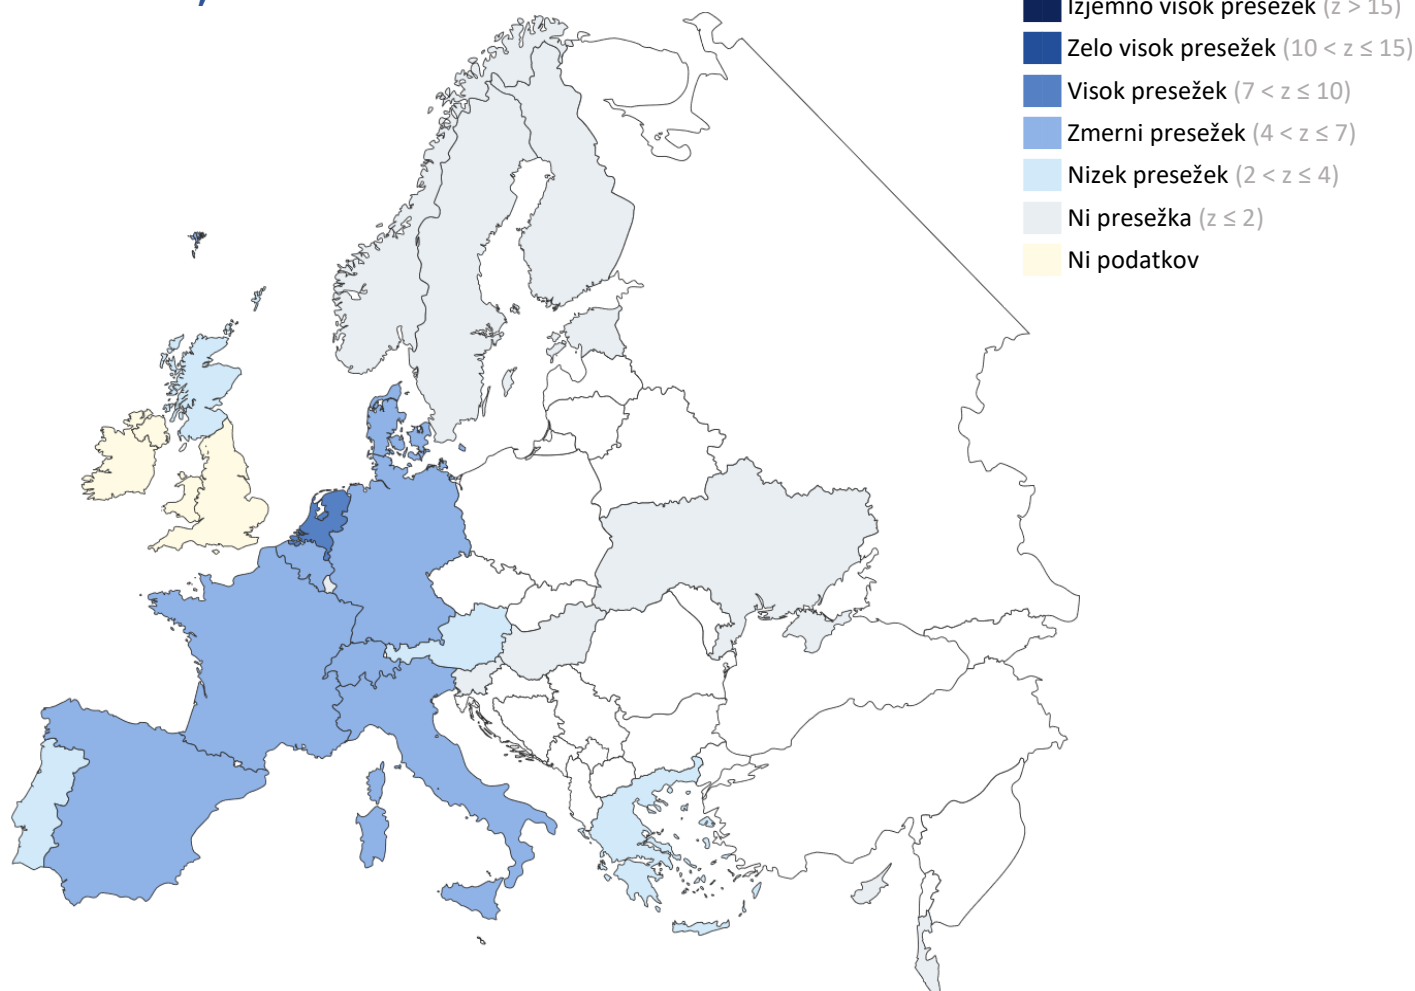 Izjemno visok presežek (z > 15)
Zelo visok presežek (10 < z ≤ 15)
Visok presežek (7 < z ≤ 10)
Zmerni presežek (4 < z ≤ 7)
Nizek presežek (2 < z ≤ 4)
Ni presežka (z ≤ 2)
Ni podatkov